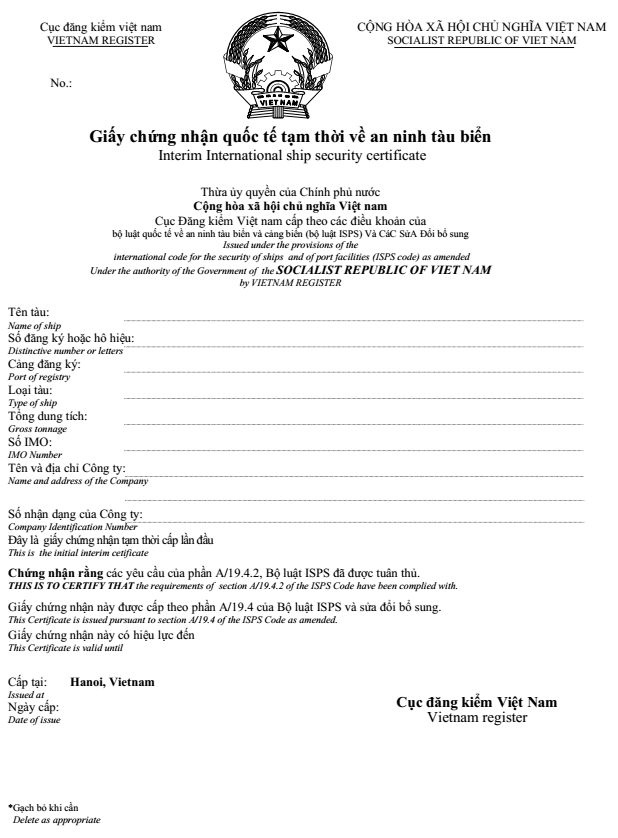 Cục đăng kiểm việt nam
VIETNAM REGISTER
CỘNG HÒA XÃ HỘI CHỦ NGHĨA VIỆT NAM
SOCIALIST REPUBLIC OF VIET NAM
No.:
VIET NAM
Giấy chứng nhận quốc tế tạm thời về an ninh tàu biển
Interim International ship security certificate
Thừa ủy quyền của Chính phủ nước
Cộng hòa xã hội chủ nghĩa Việt nam
Cục Đăng kiểm Việt nam cấp theo các điều khoản của
bộ luật quốc tế về an ninh tàu biển và cảng biển (bộ luật ISPS) Và CáC SửA Đổi bổ sung
Issued under the provisions of the
international code for the security of ships and of port facilities (ISPS code) as amended
Under the authority of the Government of the SOCIALIST REPUBLIC OF VIET NAM
by VIETNAM REGISTER
Tên tàu:
Name of ship
Số đăng ký hoặc hô hiệu:
Distinctive number or letters
Cảng đăng ký:
Port of registry
Loại tàu:
Type of ship
Tổng dung tích:
Gross tonnage
Số IMO:
IMO Number
Tên và địa chỉ Công ty:
Name and address of the Company
Số nhận dạng của Công ty:
Company Identification Number
Đây là giấy chứng nhận tạm thời cấp lần đầu
This is the initial interim cetificate
Chứng nhận rằng các yêu cầu của phần A/19.4.2, Bộ luật ISPS đã được tuân thủ.
THIS IS TO CERTIFY THAT the requirements of section A/19.4.2 of the ISPS Code have been complied with.
Giấy chứng nhận này được cấp theo phần A/19.4 của Bộ luật ISPS và sửa đổi bổ sung.
This Certificate is issued pursuant to section A/19.4 of the ISPS Code as amended.
Giấy chứng nhận này có hiệu lực đến
This Certificate is valid until
Cấp tại: Hanoi, Vietnam
Issued at
Ngày cấp:
Date of issue
Cục đăng kiểm Việt Nam
Vietnam register
*Gạch bỏ khi cần
Delete as appropriate